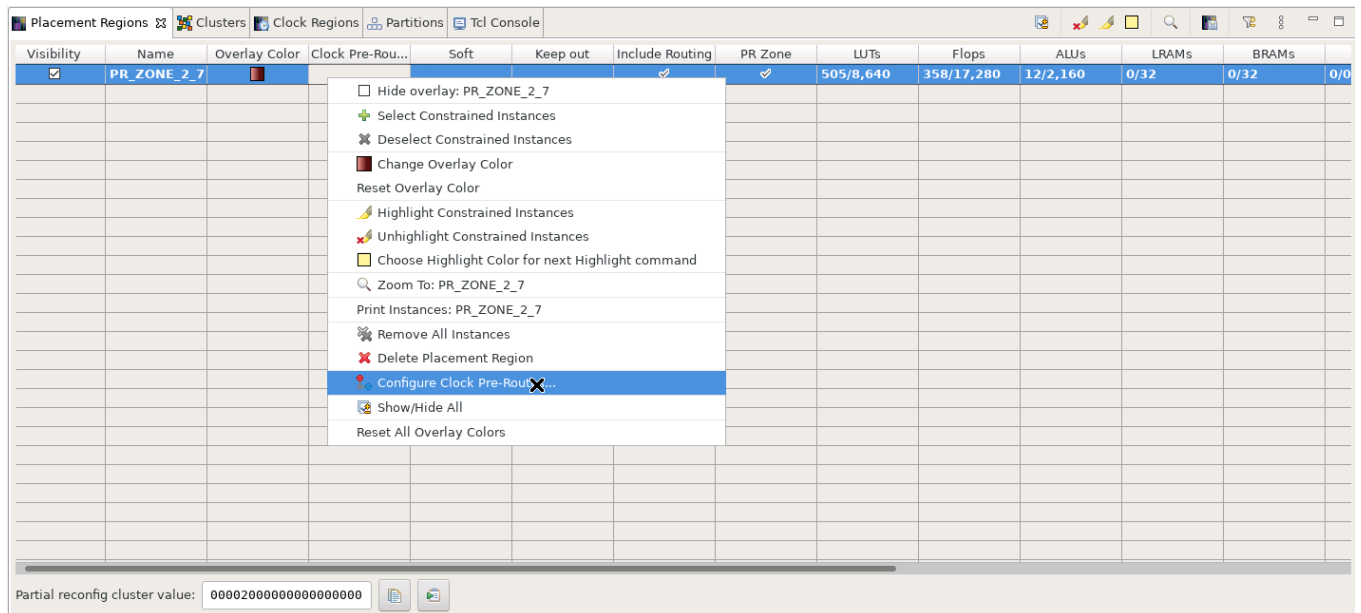 Placement Regions Clusters Clock Regions Partitions Tcl Console
Visibility Name Overlay Color Clock Pre-Rou... Soft Keep out Include Routing PR Zone LUTs Flops ALUs LRAMs BRAMs
PR_ZONE_2_7 505/8,640 358/17,280 12/2,160 0/32 0/32 0/0
Hide overlay: PR_ZONE_2_7
Select Constrained Instances
Deselect Constrained Instances
Change Overlay Color
Reset Overlay Color
Highlight Constrained Instances
Unhighlight Constrained Instances
Choose Highlight Color for next Highlight command
Zoom To: PR_ZONE_2_7
Print Instances: PR_ZONE_2_7
Remove All Instances
Delete Placement Region
Configure Clock
Show/Hide All
Reset All Overlay Colors
Partial reconfig cluster value: 00002000000000000000